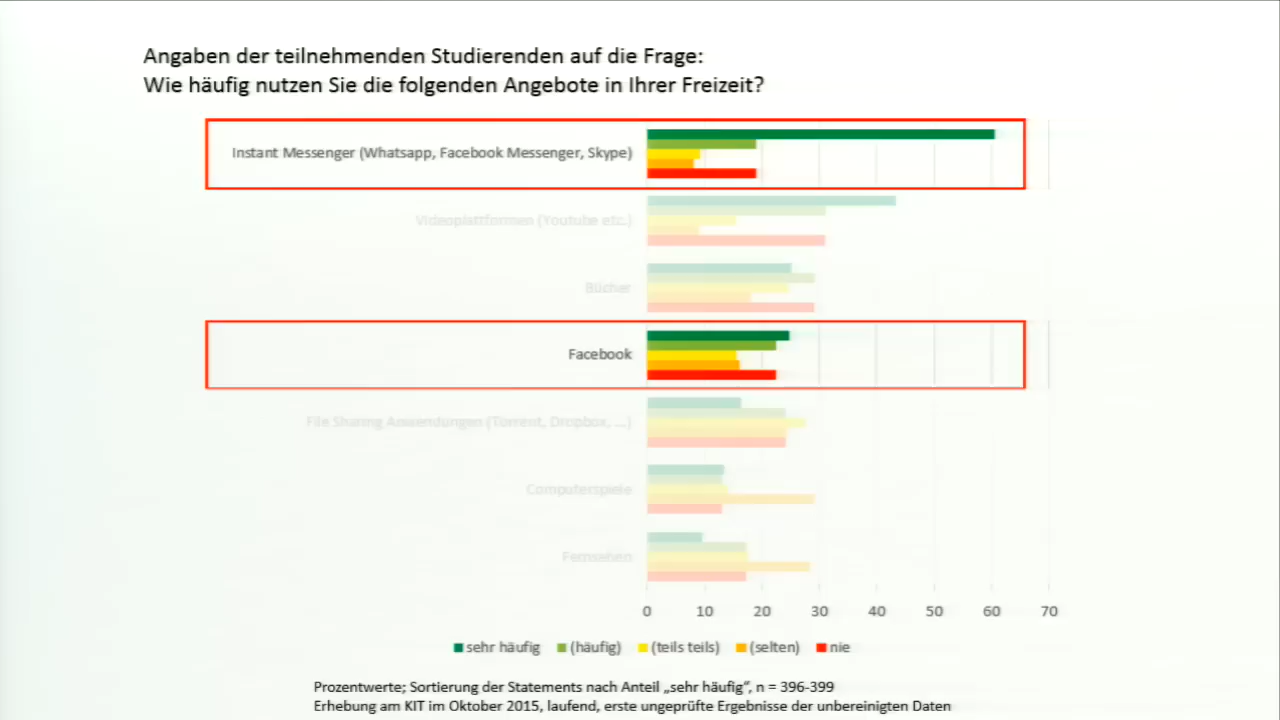 Angaben der teilnehmenden Studierenden auf die Frage:
Wie häufig nutzen Sie die folgenden Angebote in Ihrer Freizeit?
Instant Messenger (Whatsapp, Facebook Messenger, Skype)
Videoplattformen (Youtube etc.)
Bücher
Facebook
File Sharing Anwendungen (Torrent, Dropbox, ...)
Computerspiele
Fernsehen
0 10 20 30 40 50 60 70
sehr häufig (häufig) (teils teils) (selten) nie
Prozentwerte; Sortierung der Statements nach Anteil „sehr häufig“, n = 396-399
Erhebung am KIT im Oktober 2015, laufend, erste ungeprüfte Ergebnisse der unbereinigten Daten